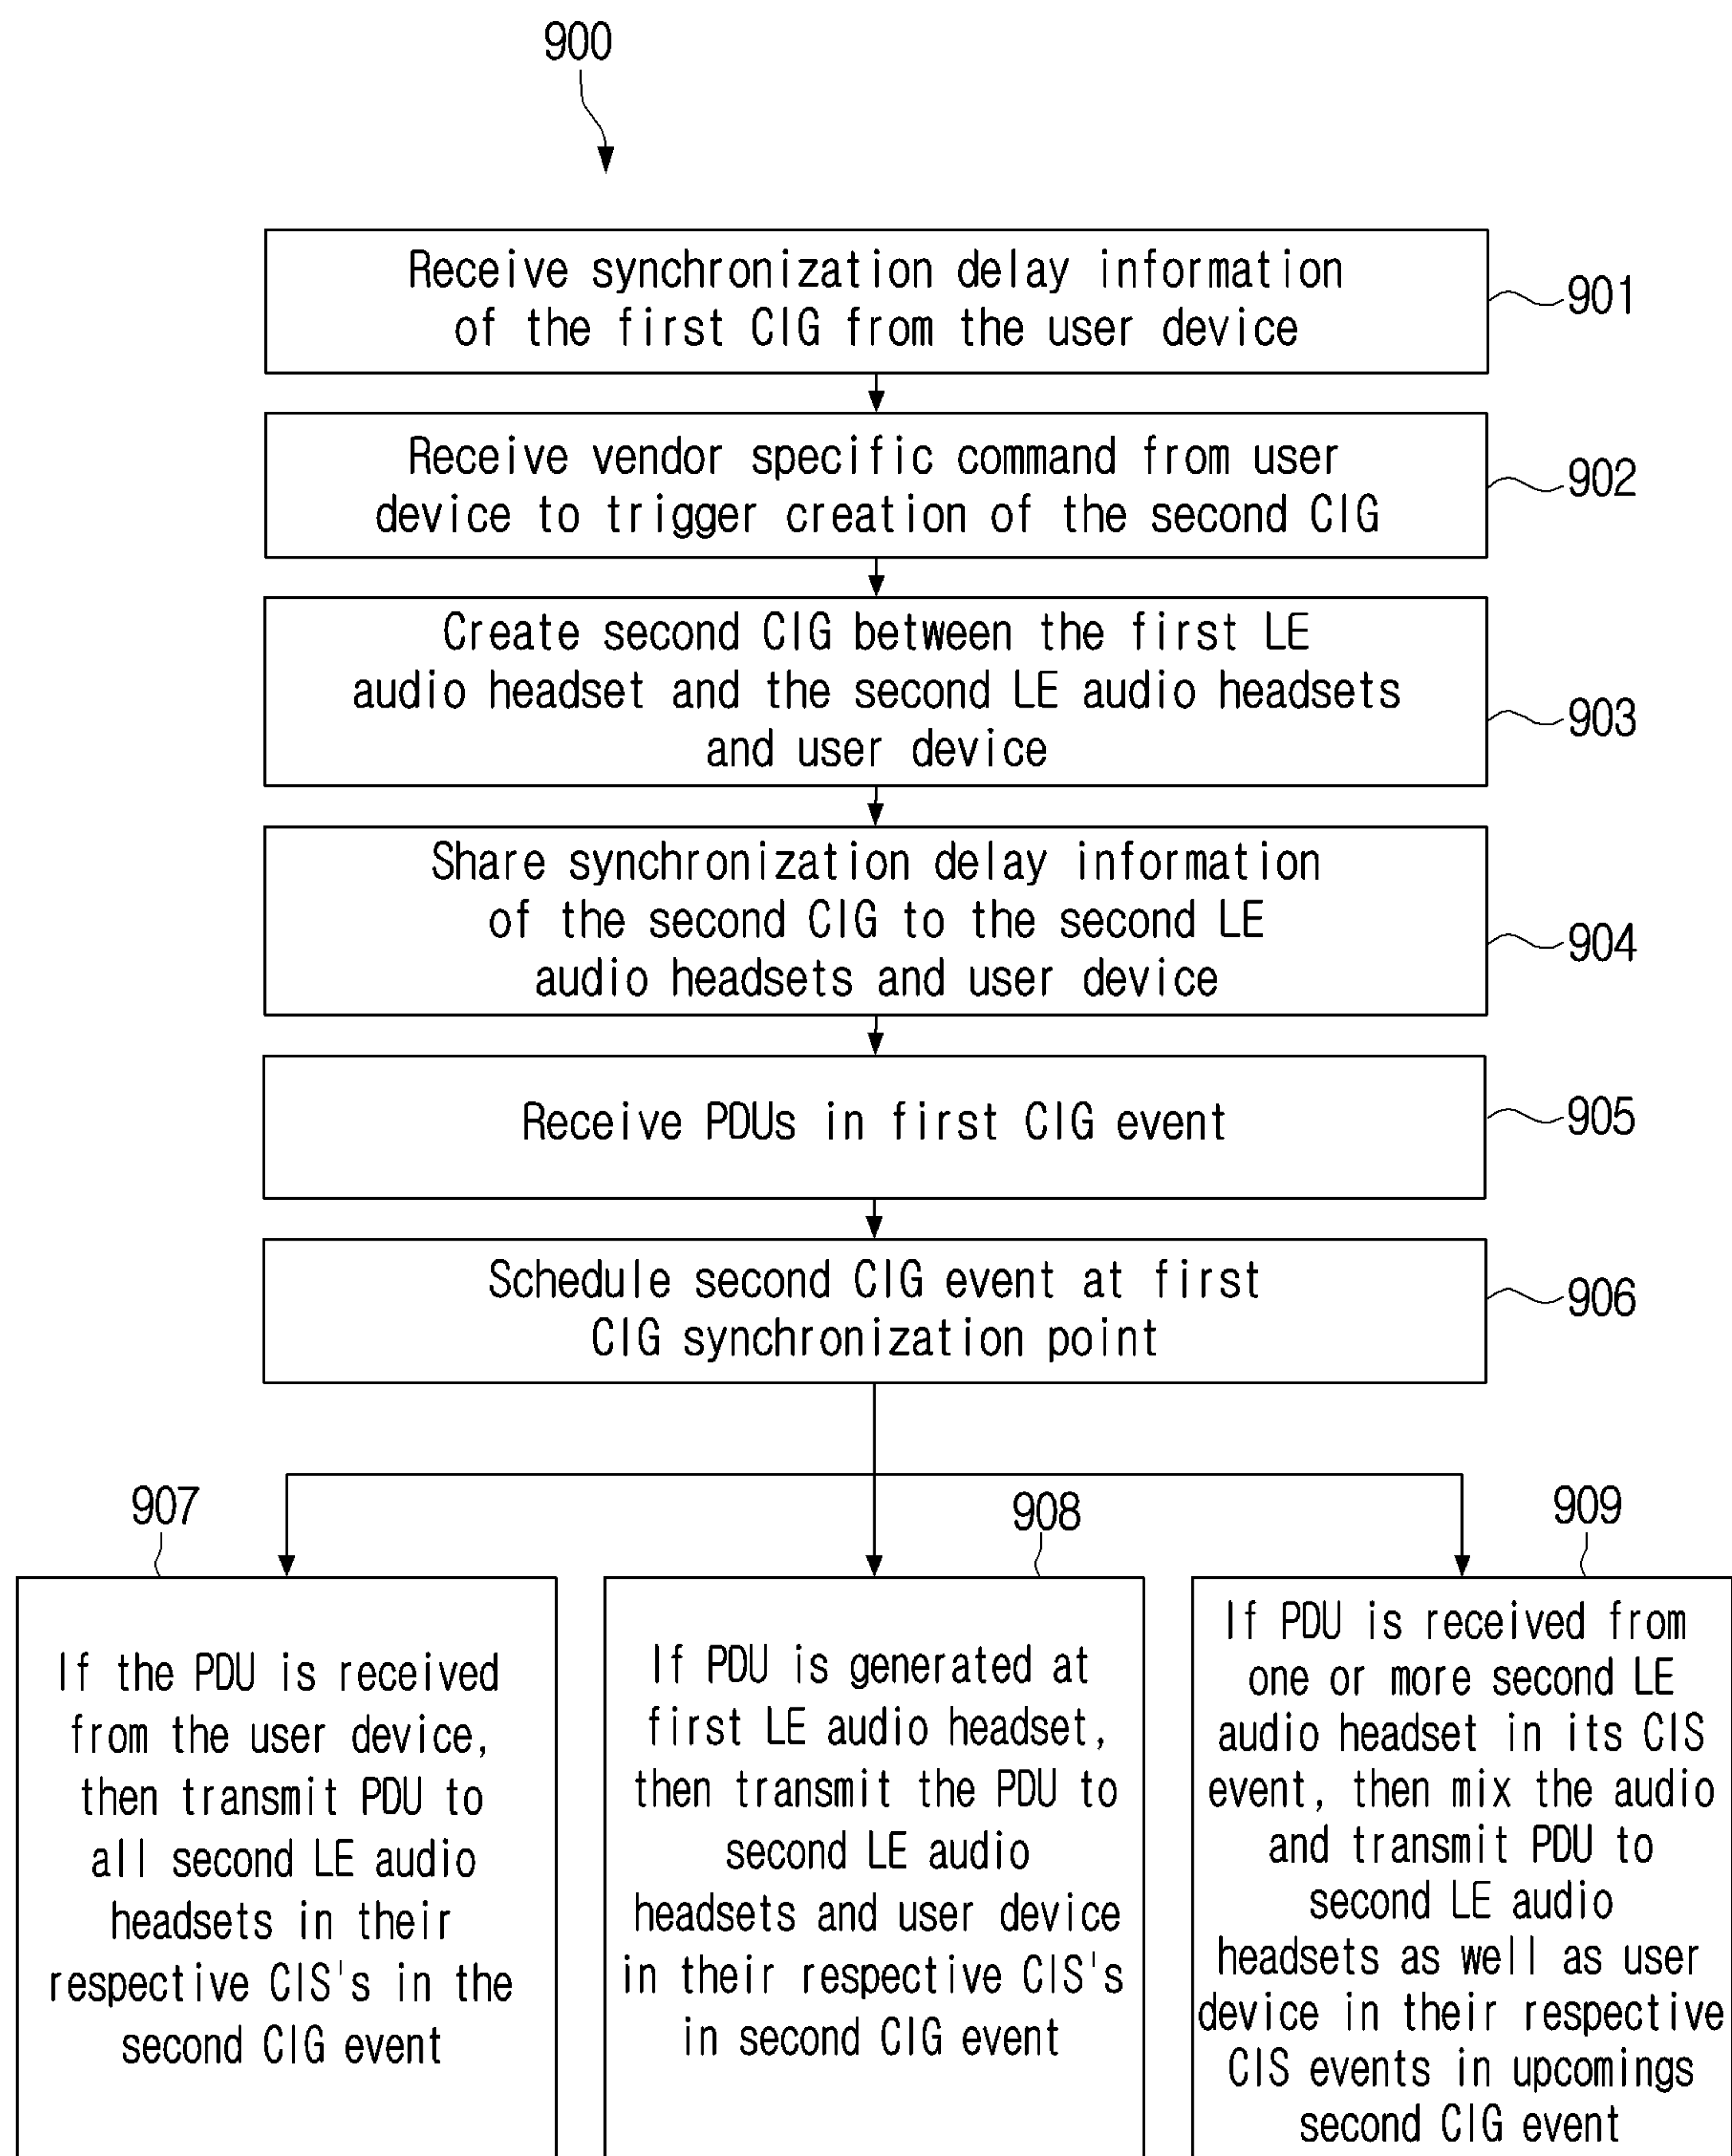 900
Receive synchronization delay information
of the first CIG from the user device
901
Receive vendor specific command from user
device to trigger creation of the second CIG
902
Create second CIG between the first LE
audio headset and the second LE audio headsets
and user device
903
Share synchronization delay information
of the second CIG to the second LE
audio headsets and user device
904
Receive PDUs in first CIG event
905
Schedule second CIG event at first
CIG synchronization point
906
907
If the PDU is received
from the user device,
then transmit PDU to
all second LE audio
headsets in their
respective CIS's in the
second CIG event
908
If PDU is generated at
first LE audio headset,
then transmit the PDU to
second LE audio
headsets and user device
in their respective CIS's
in second CIG event
909
If PDU is received from
one or more second LE
audio headset in its CIS
event, then mix the audio
and transmit PDU to
second LE audio
headsets as well as user
device in their respective
CIS events in upcomings
second CIG event